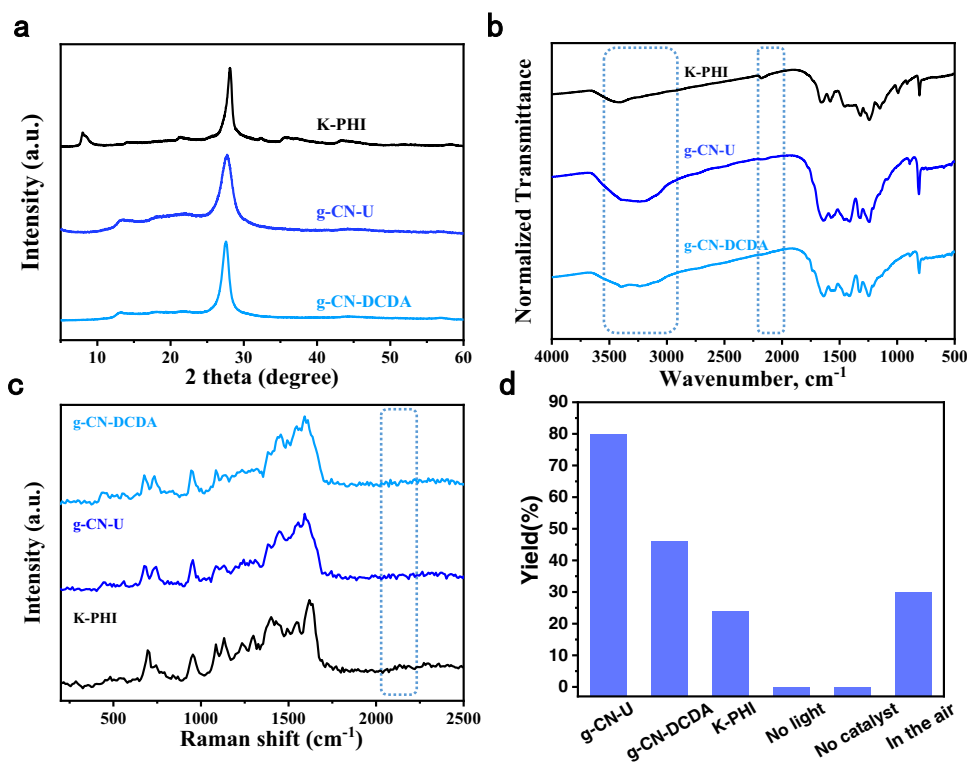 a
Intensity (a.u.)
K-PHI
g-CN-U
g-CN-DCDA
10 20 30 40 50 60
2 theta (degree)
b
Normalized Transmittance
K-PHI
g-CN-U
g-CN-DCDA
4000 3500 3000 2500 2000 1500 1000 500
Wavenumber, cm⁻¹
c
Intensity (a.u.)
g-CN-DCDA
g-CN-U
K-PHI
500 1000 1500 2000 2500
Raman shift (cm⁻¹)
d
Yield(%)
90
80
70
60
50
40
30
20
10
0
g-CN-U
g-CN-DCDA
K-PHI
No light
No catalyst
In the air